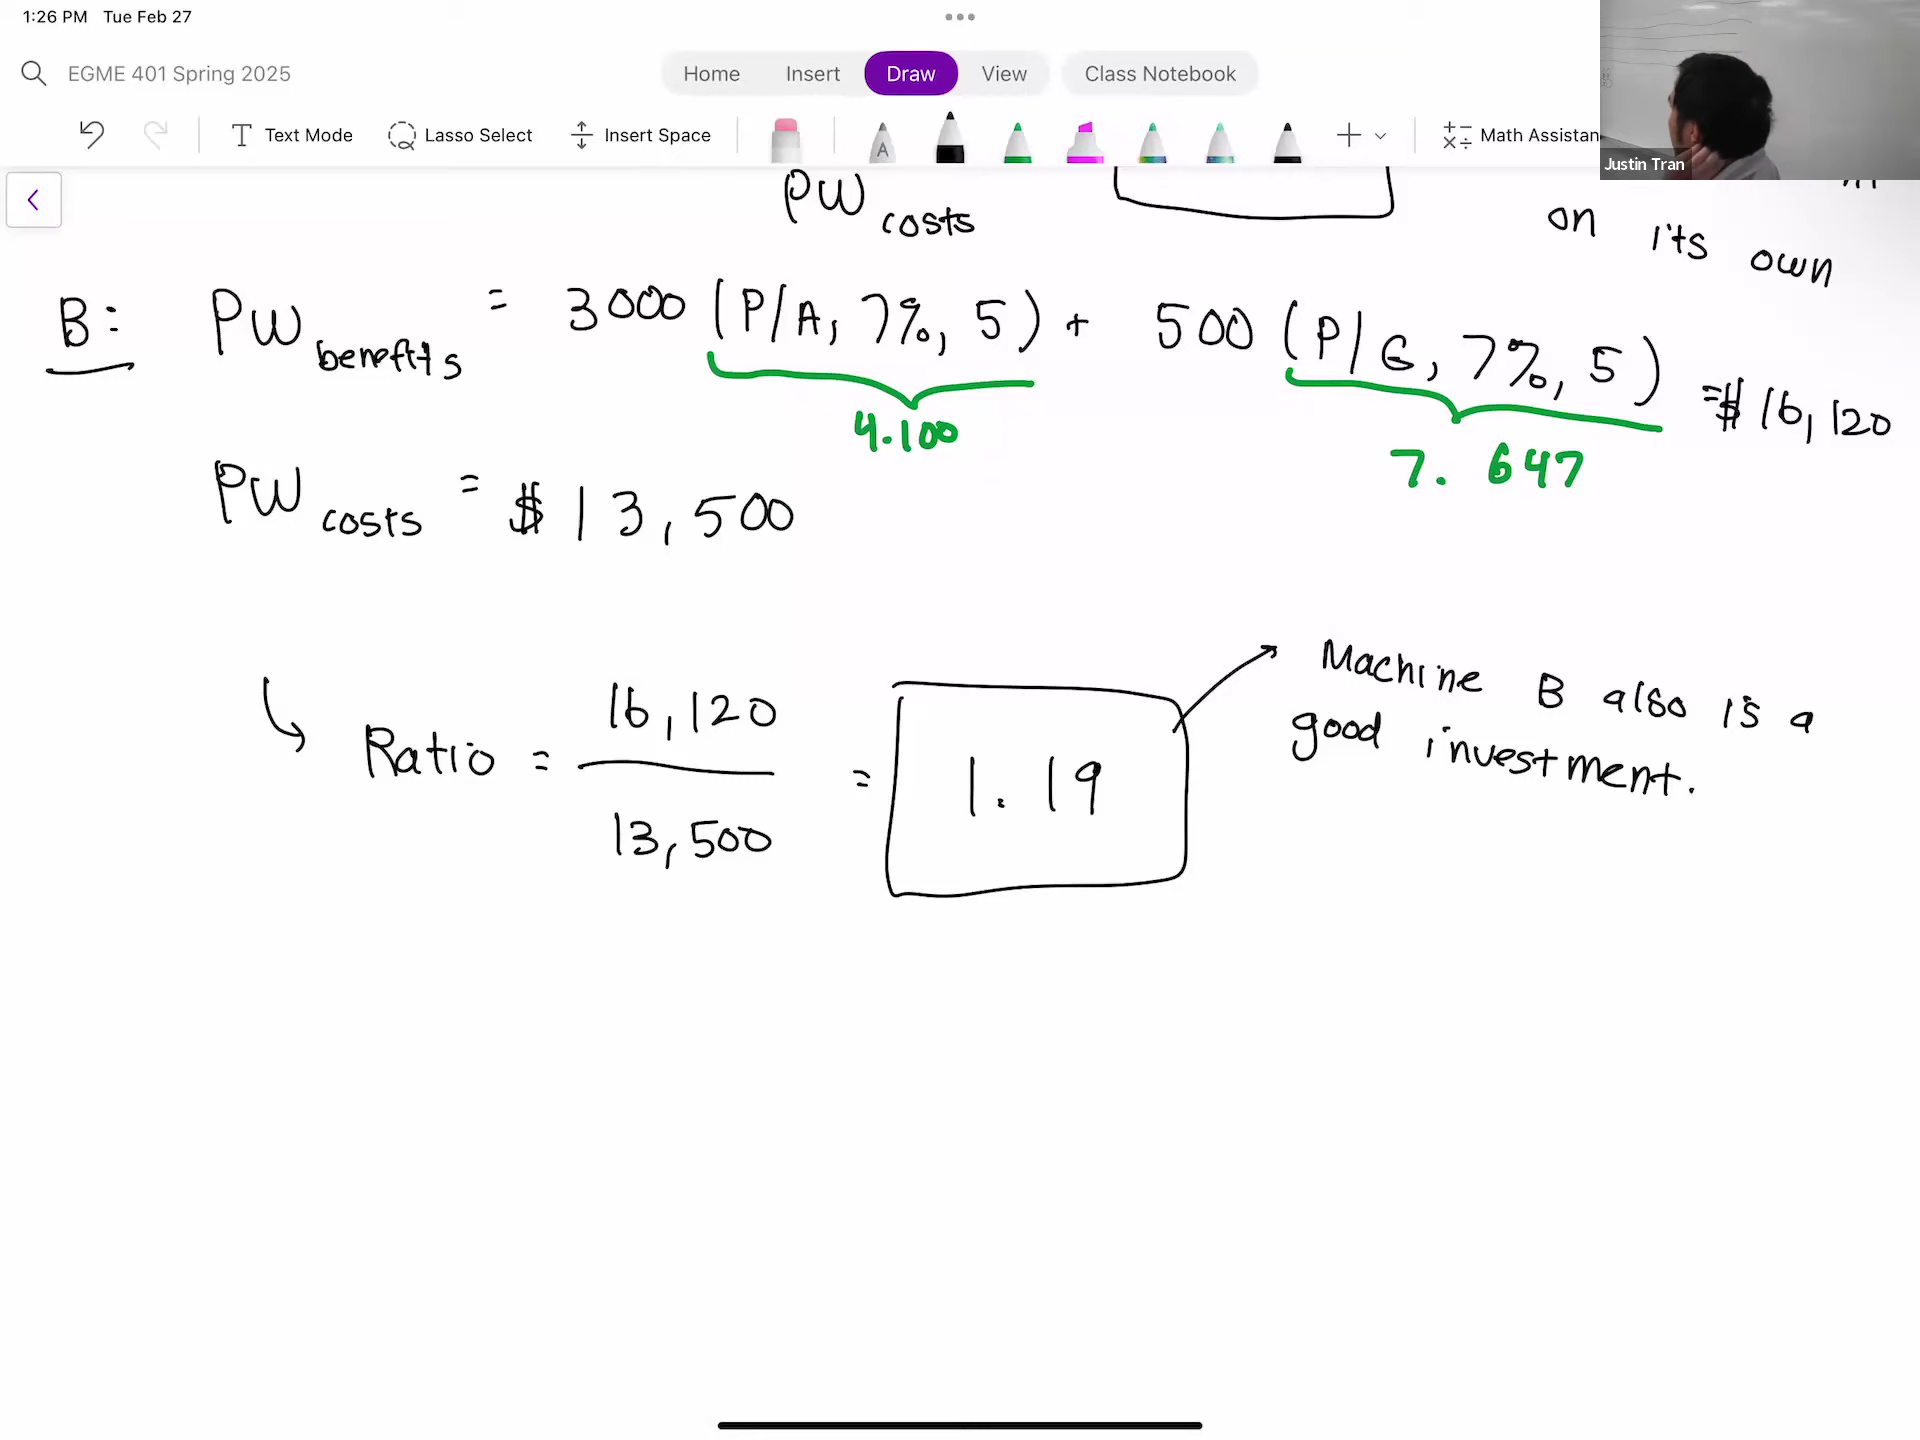 1:26 PM Tue Feb 27
EGME 401 Spring 2025
Home Insert Draw View Class Notebook
Text Mode Lasso Select Insert Space A Math Assistan
Justin Tran
PW costs
on its own
B: PW benefits = 3000 (P/A, 7%, 5) + 500 (P/G, 7%, 5) = $16,120
4.100
7.647
PW costs = $13,500
Ratio = 16,120
13,500
= 1.19
Machine B also is a
good investment.